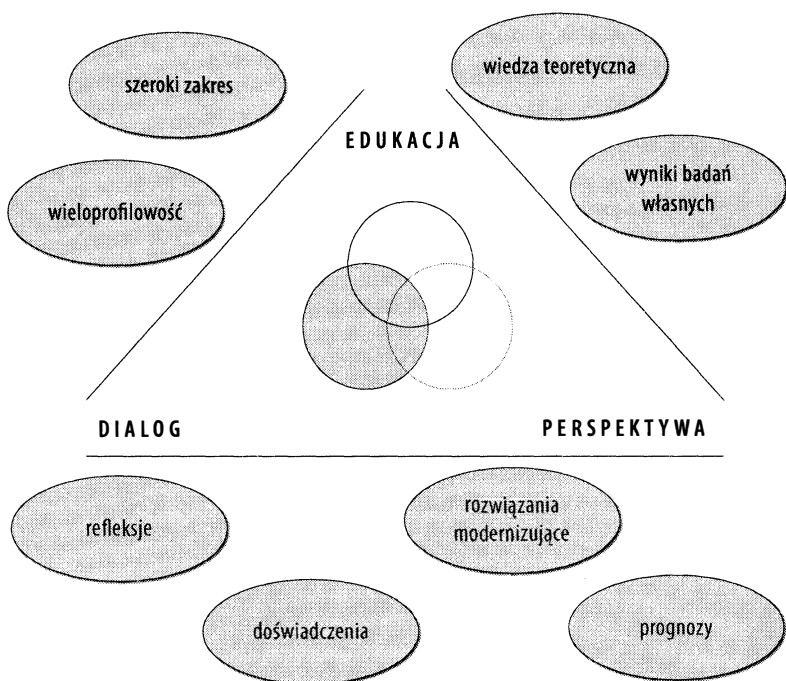 szeroki zakres
wiedza teoretyczna
EDUKACJA
wieloprofilowość
wyniki badań
własnych
DIALOG
PERSPEKTYWA
refleksje
rozwiązania
modernizujące
doświadczenia
prognozy